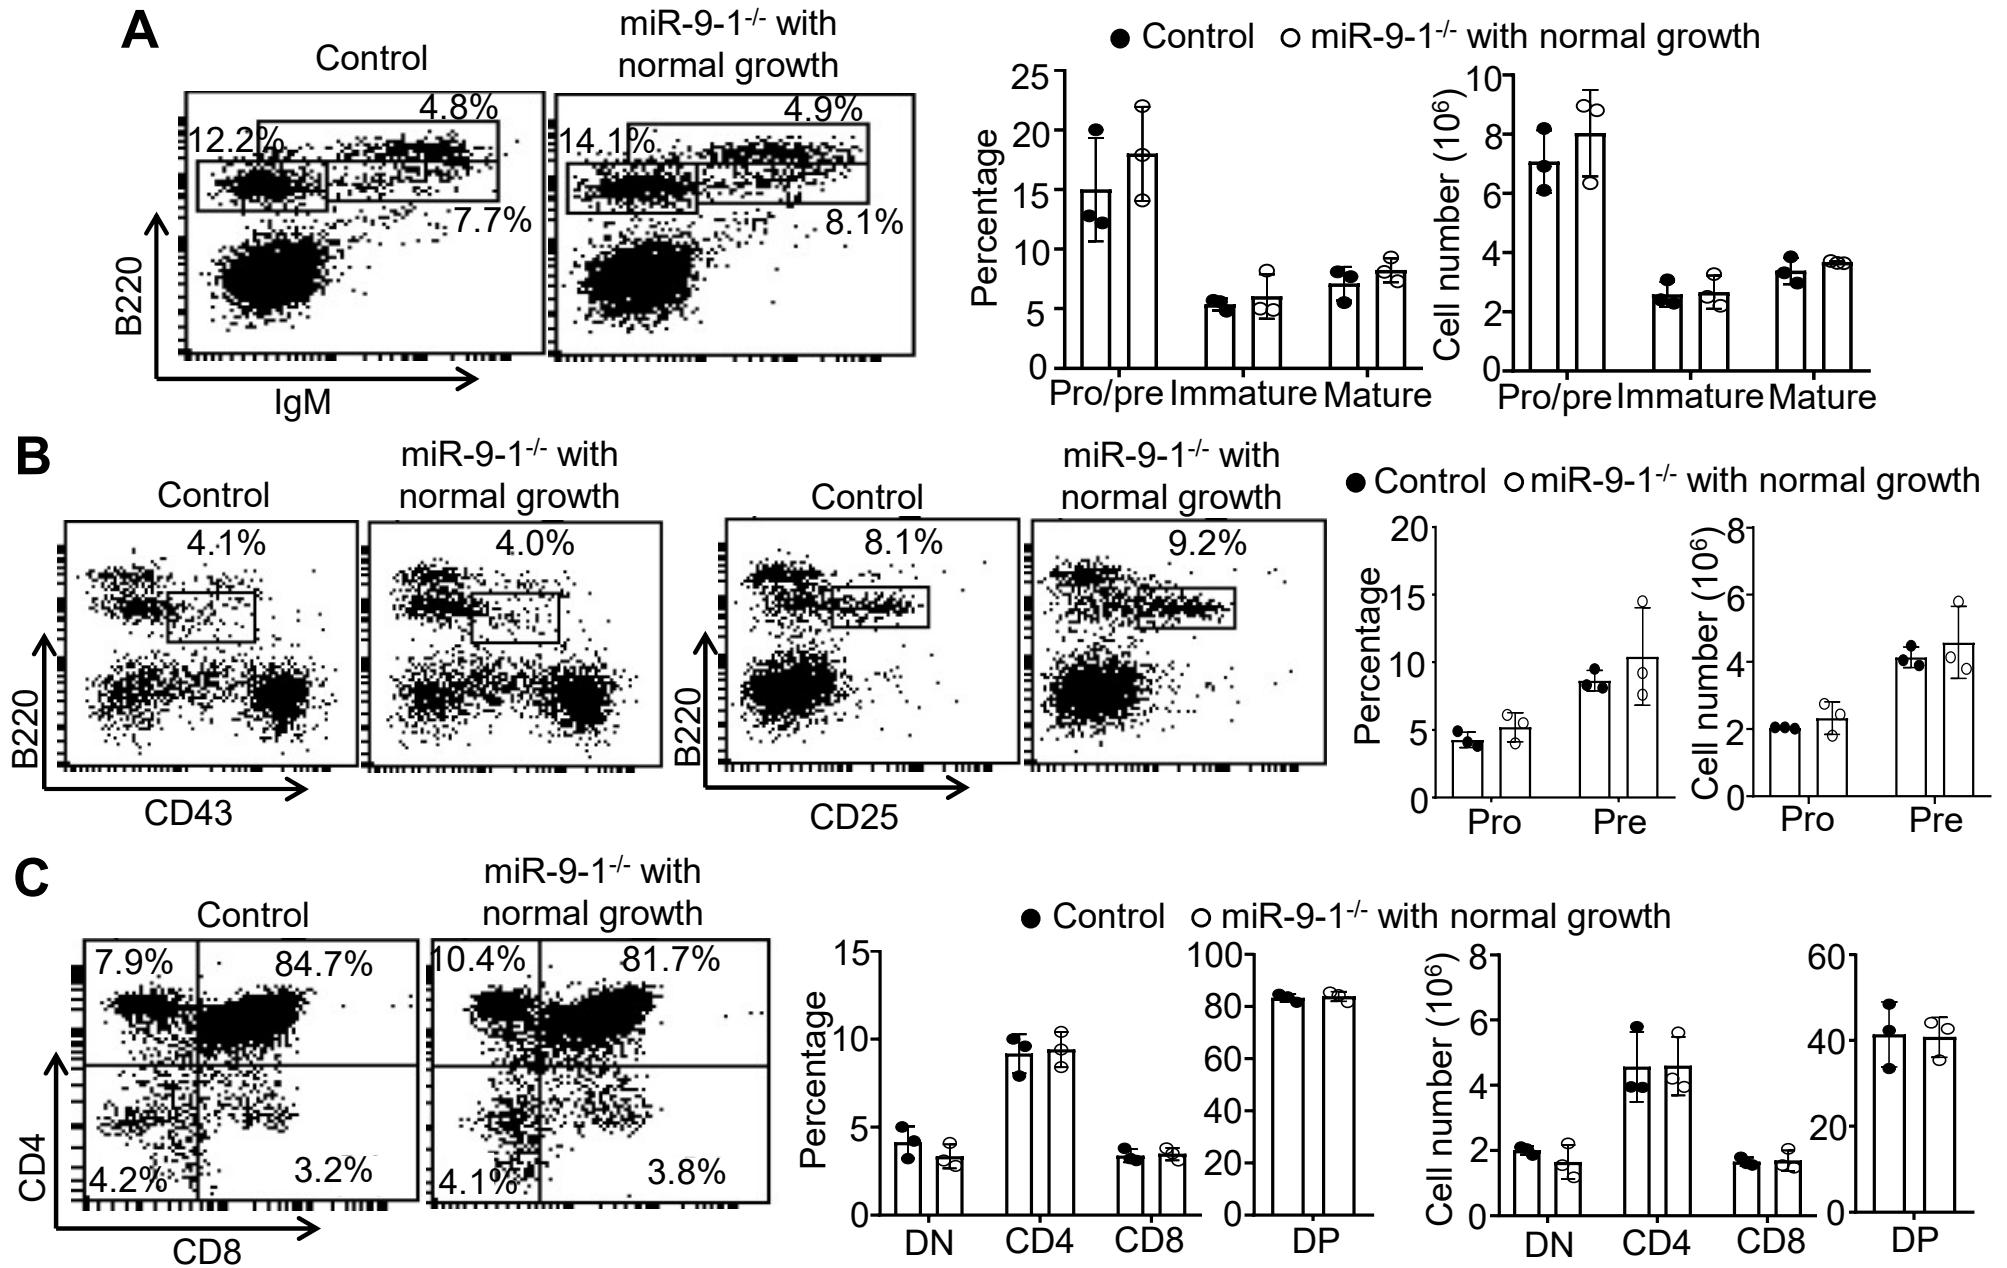 A
Control
miR-9-1-/- with
normal growth
4.8%
12.2%
7.7%
4.9%
14.1%
8.1%
B220
IgM
● Control ○ miR-9-1-/- with normal growth
Percentage
25
20
15
10
5
0
Pro/pre Immature Mature
Cell number (10⁶)
10
8
6
4
2
0
Pro/pre Immature Mature
B
Control
miR-9-1-/- with
normal growth
4.1%
4.0%
B220
CD43
Control
miR-9-1-/- with
normal growth
8.1%
9.2%
B220
CD25
● Control ○ miR-9-1-/- with normal growth
Percentage
20
15
10
5
0
Pro Pre
Cell number (10⁶)
8
6
4
2
0
Pro Pre
C
Control
miR-9-1-/- with
normal growth
7.9% 84.7%
4.2% 3.2%
10.4% 81.7%
4.1% 3.8%
CD4
CD8
● Control ○ miR-9-1-/- with normal growth
Percentage
15
10
5
0
DN CD4 CD8
100
80
60
40
20
0
DP
Cell number (10⁶)
8
6
4
2
0
DN CD4 CD8
60
40
20
0
DP